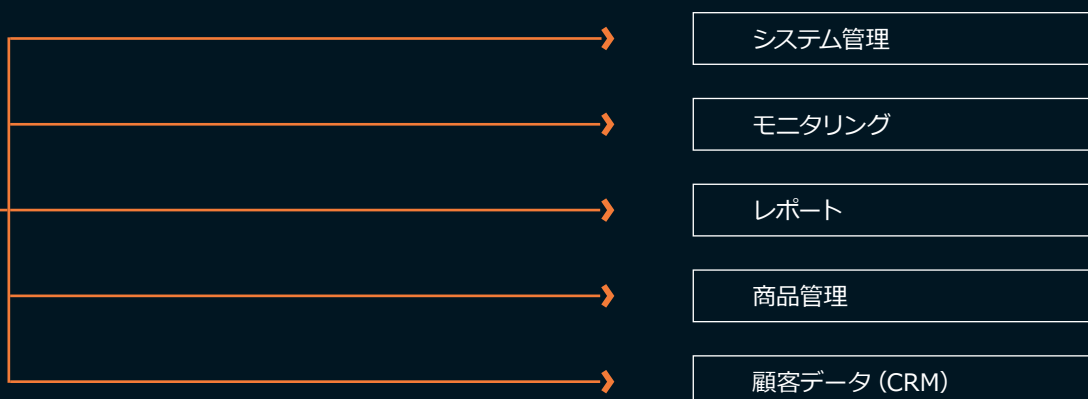 システム管理
モニタリング
レポート
商品管理
顧客データ (CRM)